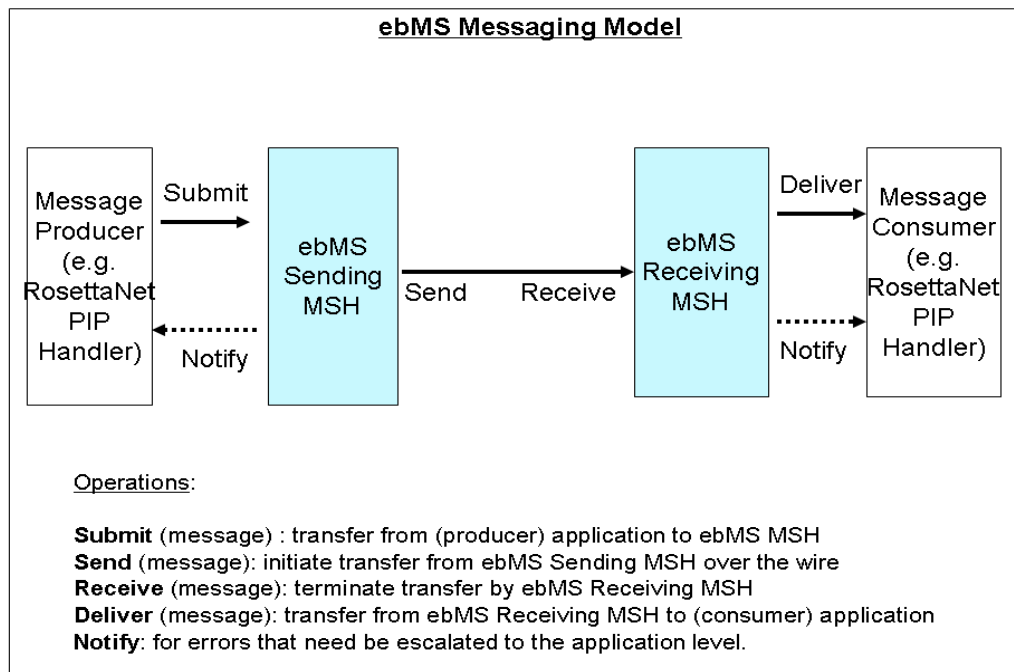 ebMS Messaging Model
Message
Producer
(e.g.
RosettaNet
PIP
Handler)
Submit
Notify
ebMS
Sending
MSH
Send
Receive
ebMS
Receiving
MSH
Deliver
Notify
Message
Consumer
(e.g.
RosettaNet
PIP
Handler)
Operations:
Submit (message) : transfer from (producer) application to ebMS MSH
Send (message): initiate transfer from ebMS Sending MSH over the wire
Receive (message): terminate transfer by ebMS Receiving MSH
Deliver (message): transfer from ebMS Receiving MSH to (consumer) application
Notify: for errors that need be escalated to the application level.